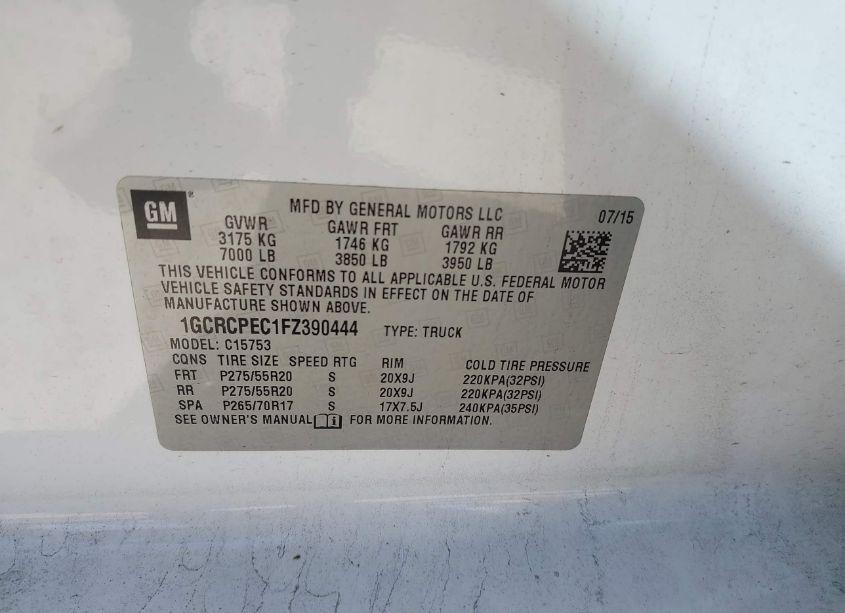 GM ®
MFD BY GENERAL MOTORS LLC 07/15
GVWR GAWR FRT GAWR RR
3175 KG 1746 KG 1792 KG
7000 LB 3850 LB 3950 LB
THIS VEHICLE CONFORMS TO ALL APPLICABLE U.S. FEDERAL MOTOR
VEHICLE SAFETY STANDARDS IN EFFECT ON THE DATE OF
MANUFACTURE SHOWN ABOVE.
1GCRCPEC1FZ390444 TYPE: TRUCK
MODEL: C15753
CQNS TIRE SIZE SPEED RTG RIM COLD TIRE PRESSURE
FRT P275/55R20 S 20X9J 220KPA(32PSI)
RR P275/55R20 S 20X9J 220KPA(32PSI)
SPA P265/70R17 S 17X7.5J 240KPA(35PSI)
SEE OWNER'S MANUAL FOR MORE INFORMATION.